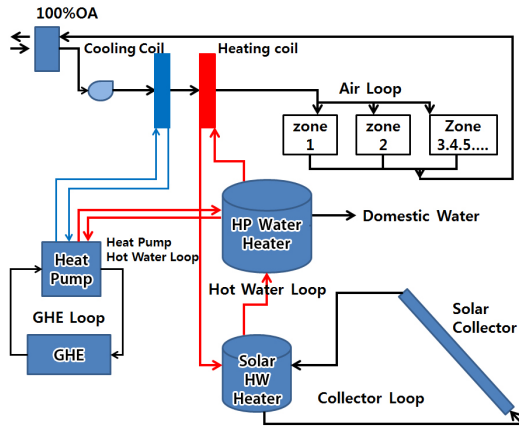 100%OA
Cooling Coil
Heating coil
Air Loop
zone
1
zone
2
Zone
3.4.5....
HP Water
Heater
Domestic Water
Heat Pump
Hot Water Loop
Heat
Pump
Hot Water Loop
GHE Loop
GHE
Solar
HW
Heater
Solar
Collector
Collector Loop